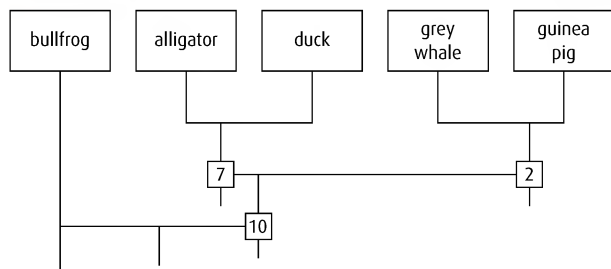 bullfrog
alligator
duck
grey
whale
guinea
pig
7
2
10